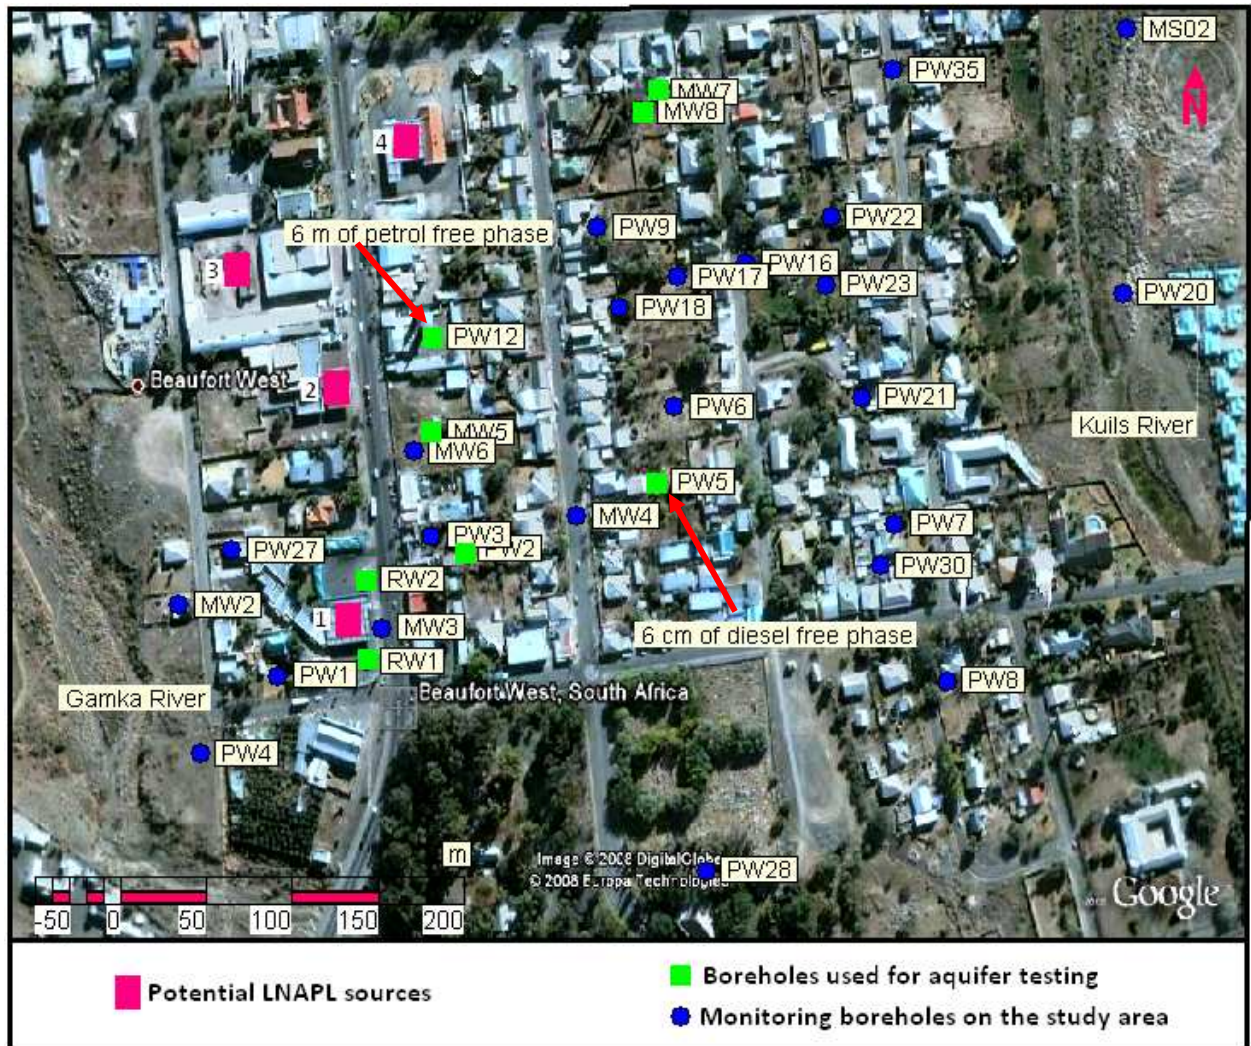 MS02
PW35
MW7
MW8
4
N
PW22
PW9
6 m of petrol free phase
PW16
3
PW17
PW23
PW20
PW18
PW12
Beaufort West
2
PW21
PW6
Kuils River
MW5
MW6
PW5
MW4
PW7
PW3
PW2
PW27
PW30
RW2
MW2
1
MW3
6 cm of diesel free phase
RW1
PW1
PW8
Beaufort West, South Africa
Gamka River
PW4
m
Image © 2008 DigitalGlobe
© 2008 Europa Technologies
PW28
Google
-50 0 50 100 150 200
Potential LNAPL sources
Boreholes used for aquifer testing
Monitoring boreholes on the study area